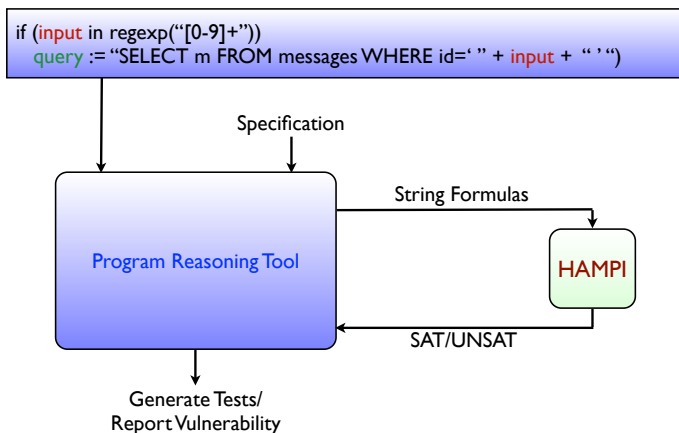 if (input in regexp(“[0-9]+”))
query := “SELECT m FROM messages WHERE id=‘ ” + input + “ ’ “)
Specification
String Formulas
Program Reasoning Tool
HAMPI
SAT/UNSAT
Generate Tests/
Report Vulnerability